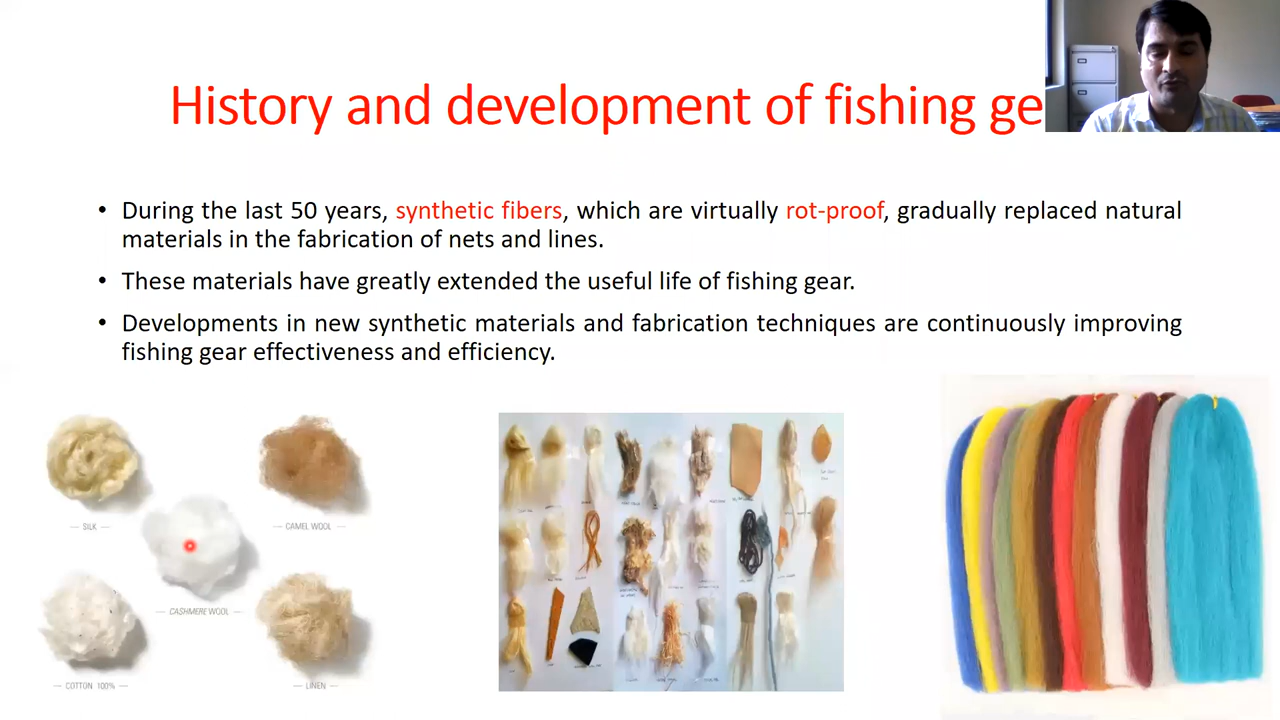 History and development of fishing ge
• During the last 50 years, synthetic fibers, which are virtually rot-proof, gradually replaced natural
materials in the fabrication of nets and lines.
• These materials have greatly extended the useful life of fishing gear.
• Developments in new synthetic materials and fabrication techniques are continuously improving
fishing gear effectiveness and efficiency.
SILK
CAMEL WOOL
CASHMERE WOOL
COTTON 100%
LINEN